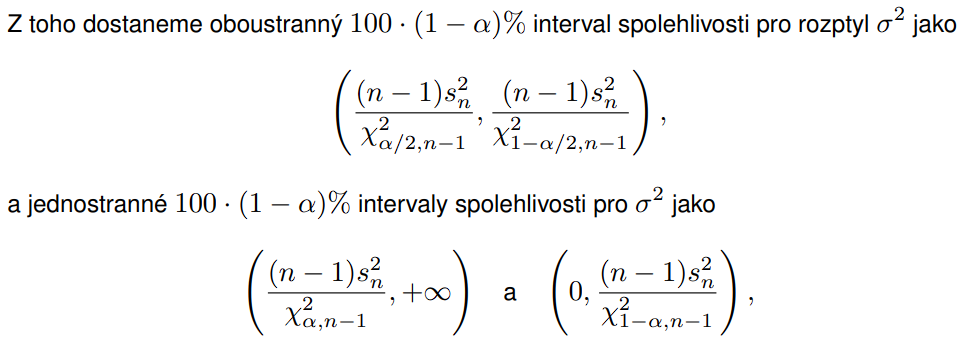 Z toho dostaneme oboustranný $100 \cdot (1 - \alpha)\%$ interval spolehlivosti pro rozptyl $\sigma^2$ jako
$$\left( \frac{(n-1)s_n^2}{\chi^2_{\alpha/2,n-1}}, \frac{(n-1)s_n^2}{\chi^2_{1-\alpha/2,n-1}} \right),$$
a jednostranné $100 \cdot (1 - \alpha)\%$ intervaly spolehlivosti pro $\sigma^2$ jako
$$\left( \frac{(n-1)s_n^2}{\chi^2_{\alpha,n-1}}, +\infty \right) \quad \text{a} \quad \left( 0, \frac{(n-1)s_n^2}{\chi^2_{1-\alpha,n-1}} \right),$$